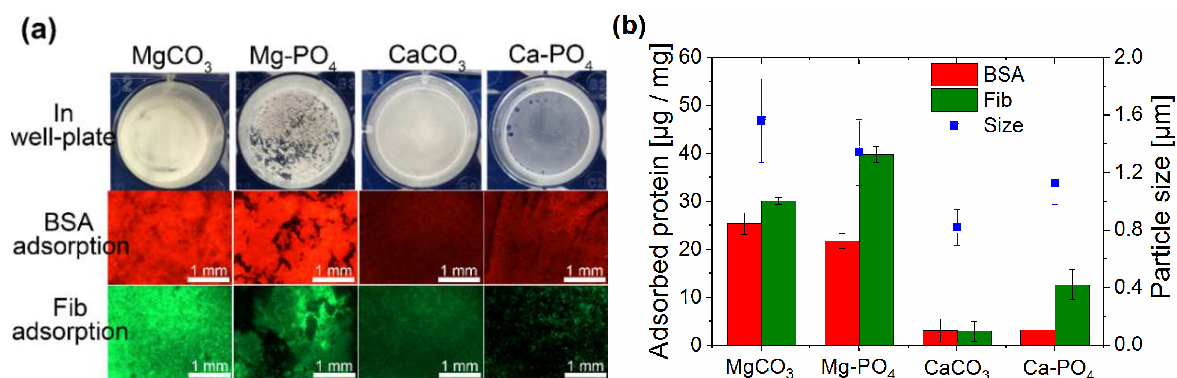 (a)
MgCO₃ Mg-PO₄ CaCO₃ Ca-PO₄
In
well-plate
BSA
adsorption
1 mm 1 mm 1 mm 1 mm
Fib
adsorption
1 mm 1 mm 1 mm 1 mm
(b)
Adsorbed protein [µg / mg]
60
50
40
30
20
10
0
BSA
Fib
Size
2.0
1.6
1.2
0.8
0.4
0.0
Particle size [µm]
MgCO₃ Mg-PO₄ CaCO₃ Ca-PO₄